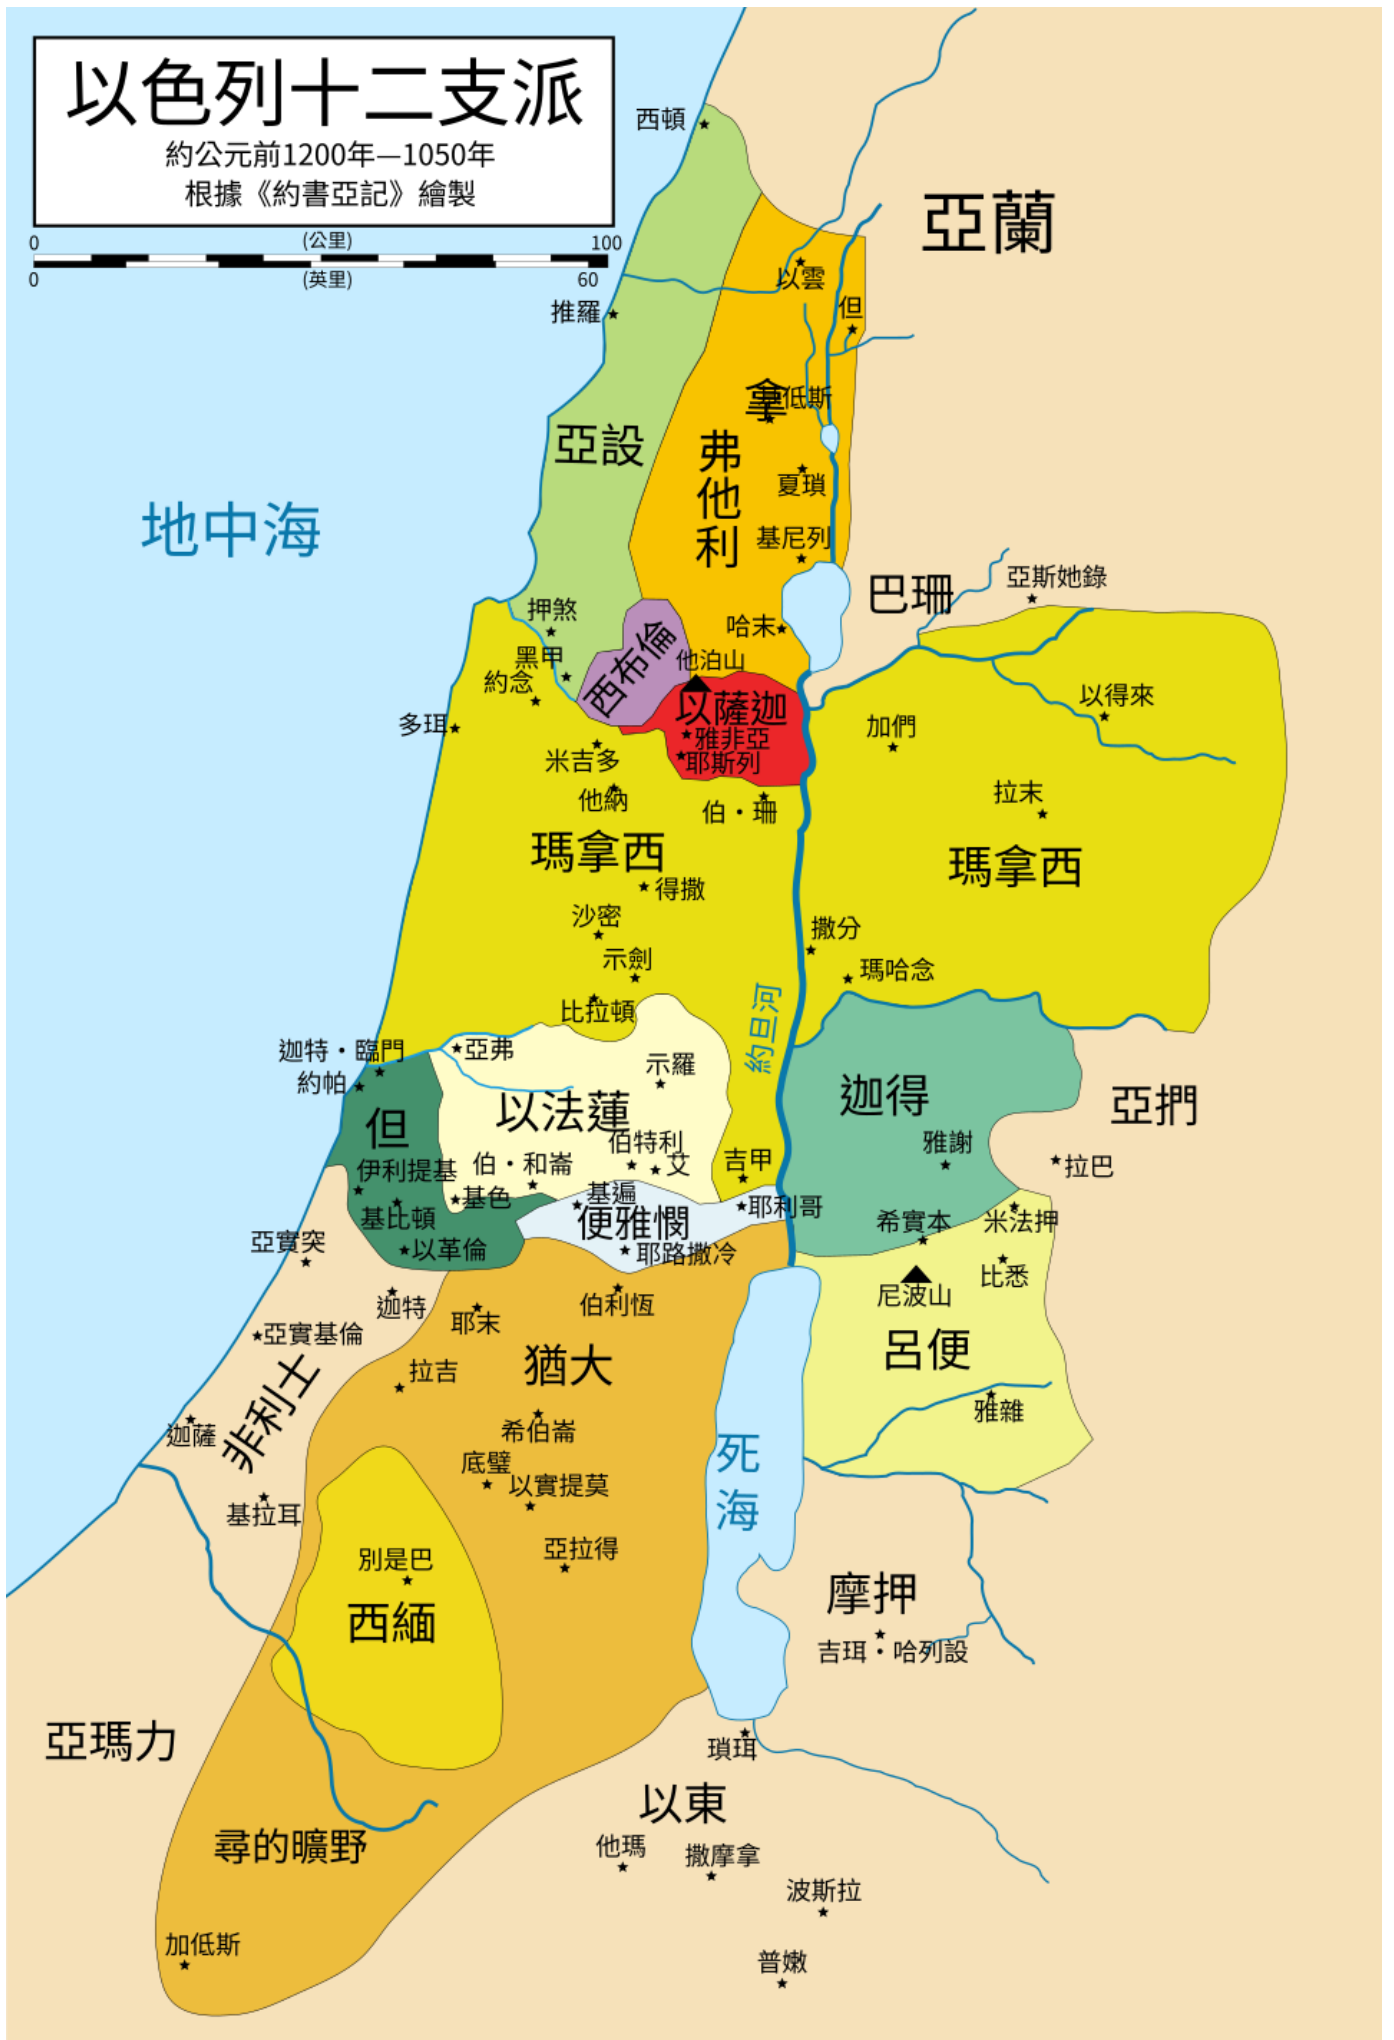 以色列十二支派
約公元前1200年—1050年
根據《約書亞記》繪製
0
(公里)
100
0
(英里)
60
西頓
亞蘭
以雲
但
推羅
拿
基低斯
亞設
弗他利
夏瑣
基尼列
地中海
巴珊
亞斯她錄
押煞
哈末
西布倫
黑甲
他泊山
約念
以薩迦
以得來
多珥
雅非亞
加們
米吉多
耶斯列
他納
伯·珊
拉末
瑪拿西
瑪拿西
得撒
沙密
撒分
示劍
瑪哈念
比拉頓
約旦河
迦特·臨門
亞弗
示羅
約帕
迦得
亞捫
以法蓮
但
伯特利
雅謝
伊利提基
伯·和崙
艾
吉甲
拉巴
基色
基遍
耶利哥
基比頓
便雅憫
希實本
米法押
以革倫
耶路撒冷
亞實突
比悉
迦特
伯利恆
尼波山
耶末
亞實基倫
呂便
猶大
拉吉
非利士
雅雜
迦薩
希伯崙
死海
底璧
以實提莫
基拉耳
亞拉得
別是巴
摩押
西緬
吉珥·哈列設
亞瑪力
瑣珥
以東
尋的曠野
他瑪
撒摩拿
波斯拉
加低斯
普嫩